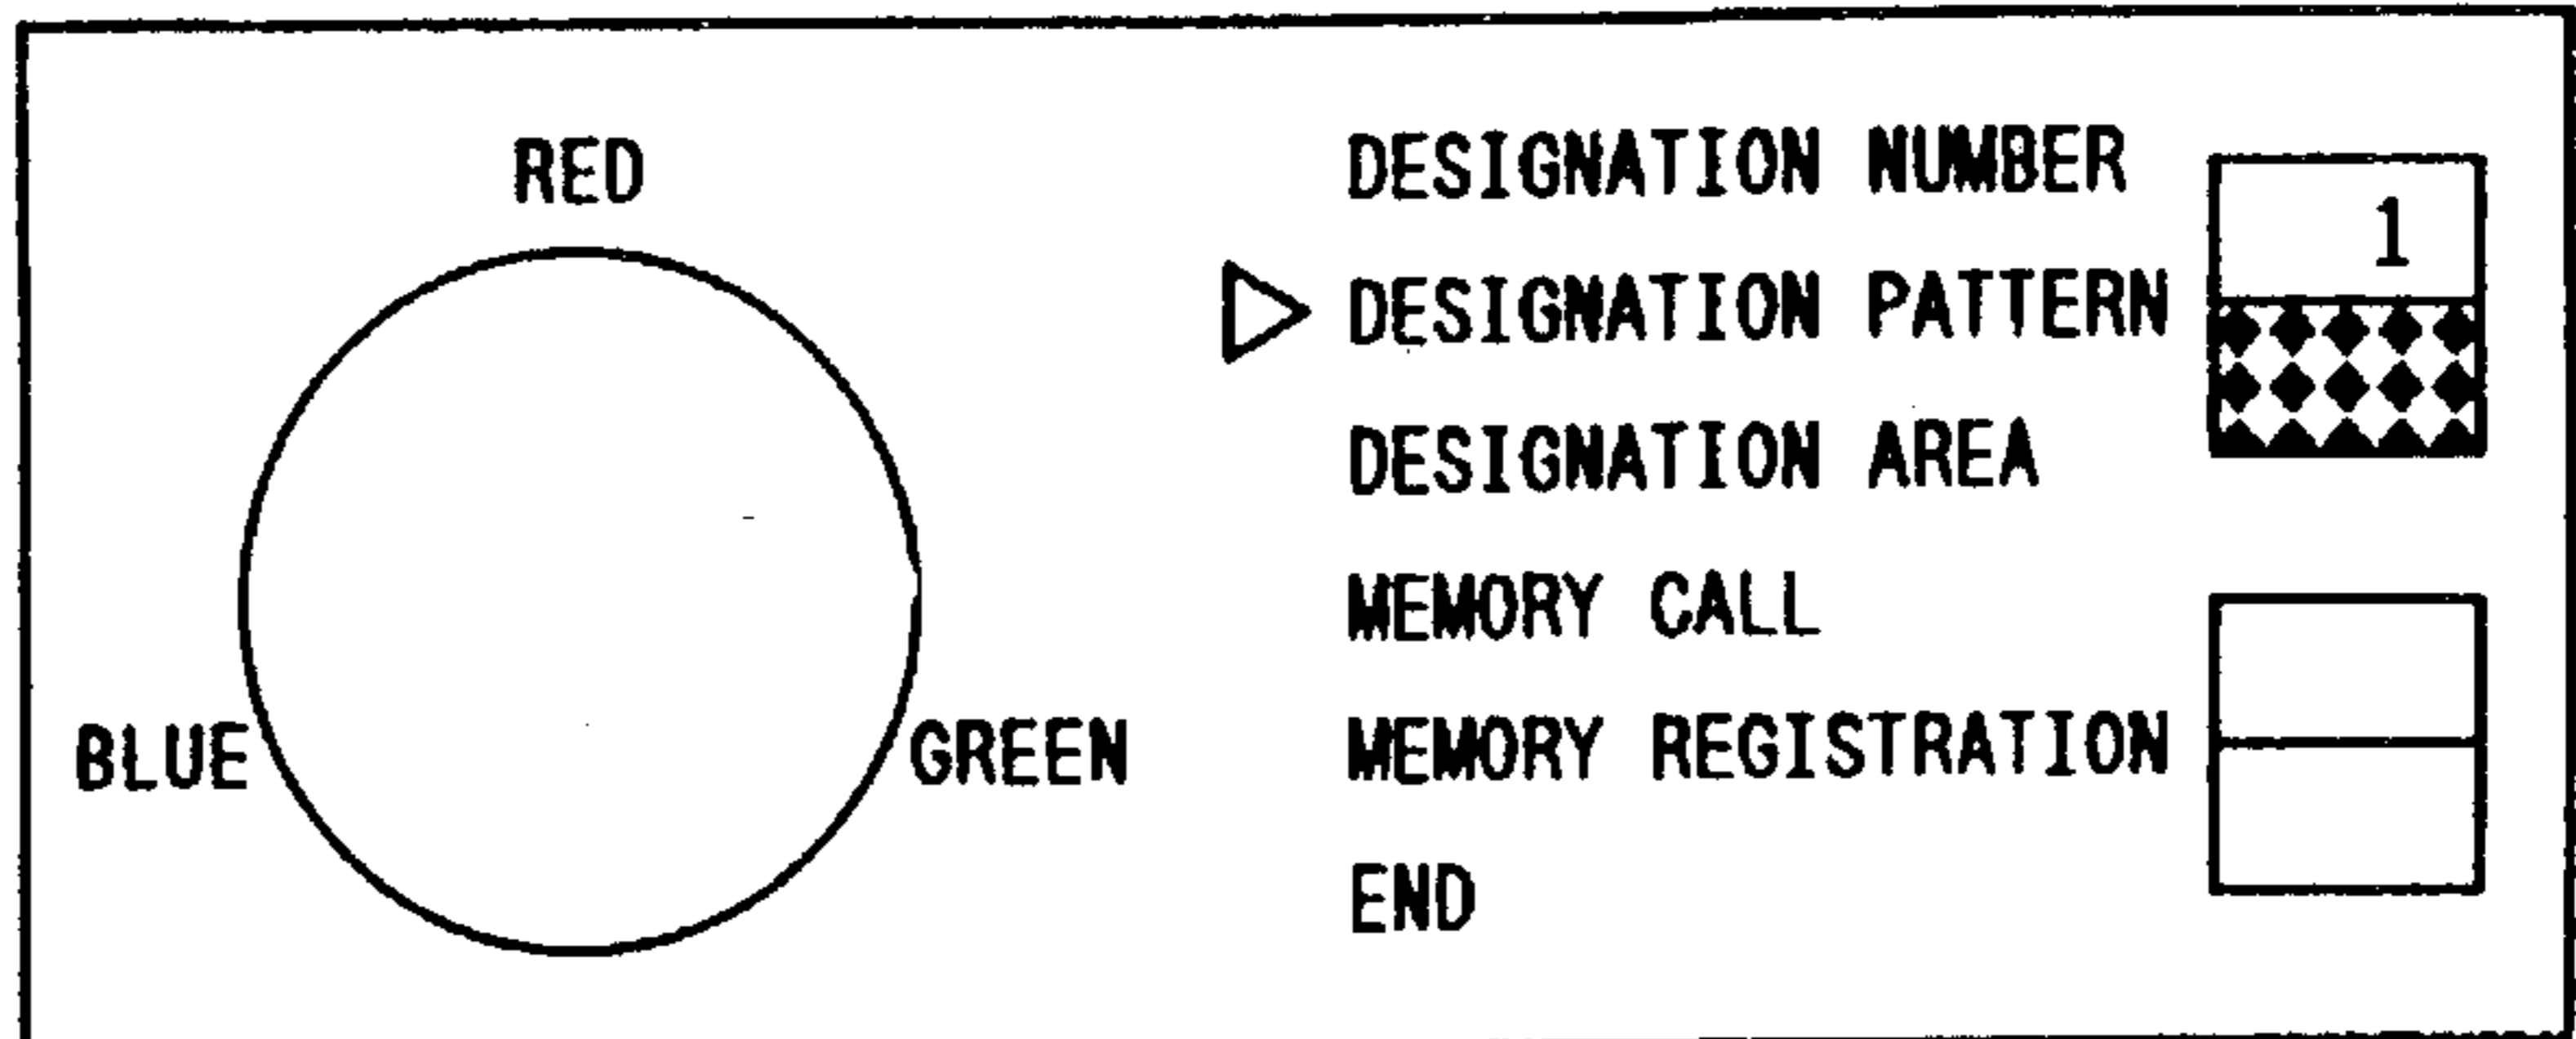 RED
BLUE
GREEN
DESIGNATION NUMBER
1
DESIGNATION PATTERN
DESIGNATION AREA
MEMORY CALL
MEMORY REGISTRATION
END